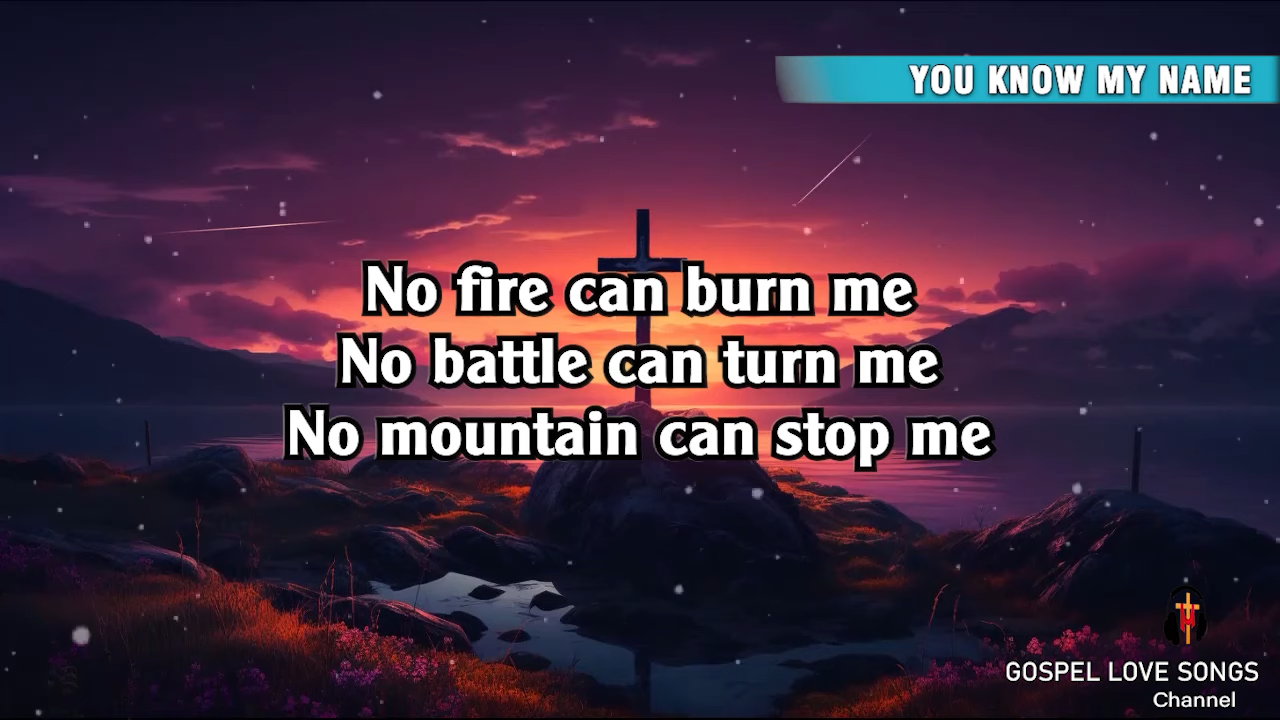 YOU KNOW MY NAME
No fire can burn me
No battle can turn me
No mountain can stop me
GOSPEL LOVE SONGS
Channel